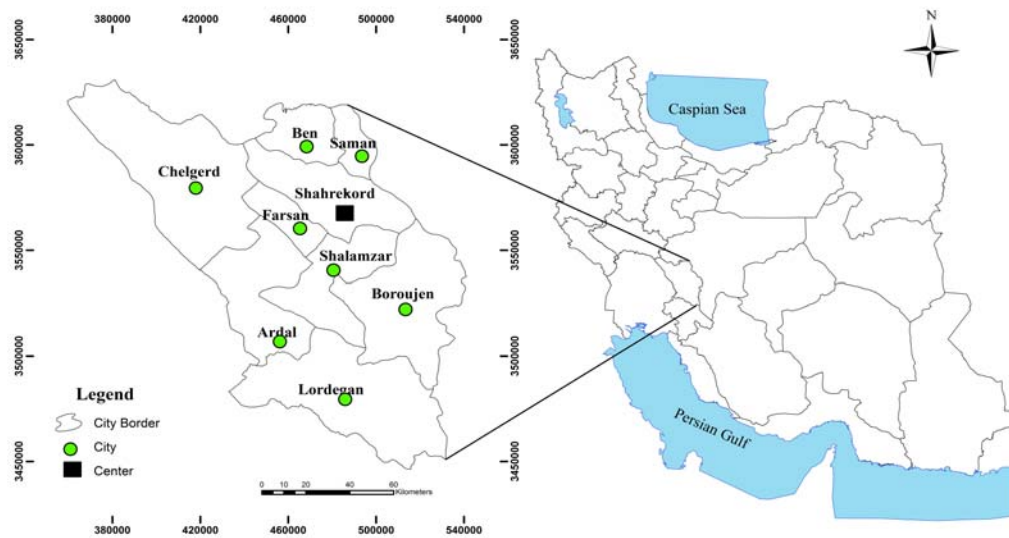 380000 420000 460000 500000 540000
3650000
3600000
3550000
3500000
3450000
Ben
Saman
Chelgerd
Shahrekord
Farsan
Shalamzar
Boroujen
Ardal
Lordegan
Legend
City Border
City
Center
0 5 10 20 30 40 60
Kilometers
380000 420000 460000 500000 540000
3650000
3600000
3550000
3500000
3450000
N
Caspian Sea
Persian Gulf